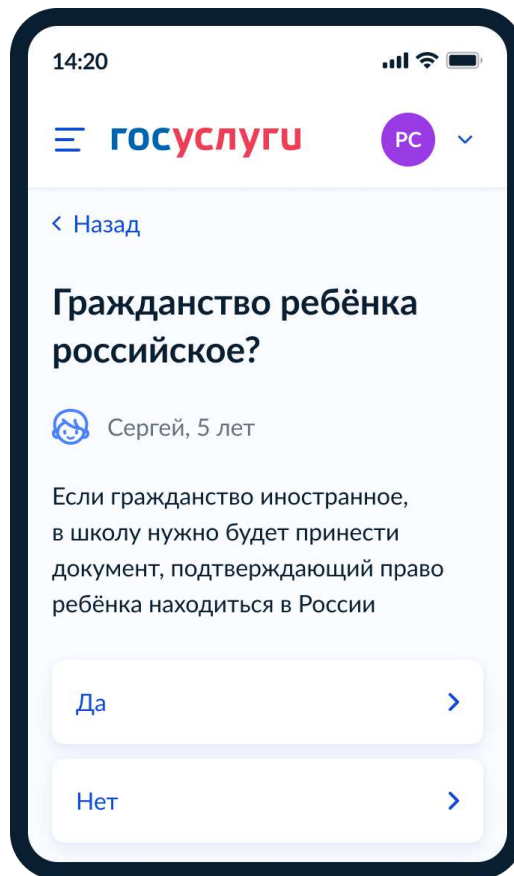 14:20
госуслуги
РС
Назад
Гражданство ребёнка
российское?
Сергей, 5 лет
Если гражданство иностранное,
в школу нужно будет принести
документ, подтверждающий право
ребёнка находиться в России
Да
Нет